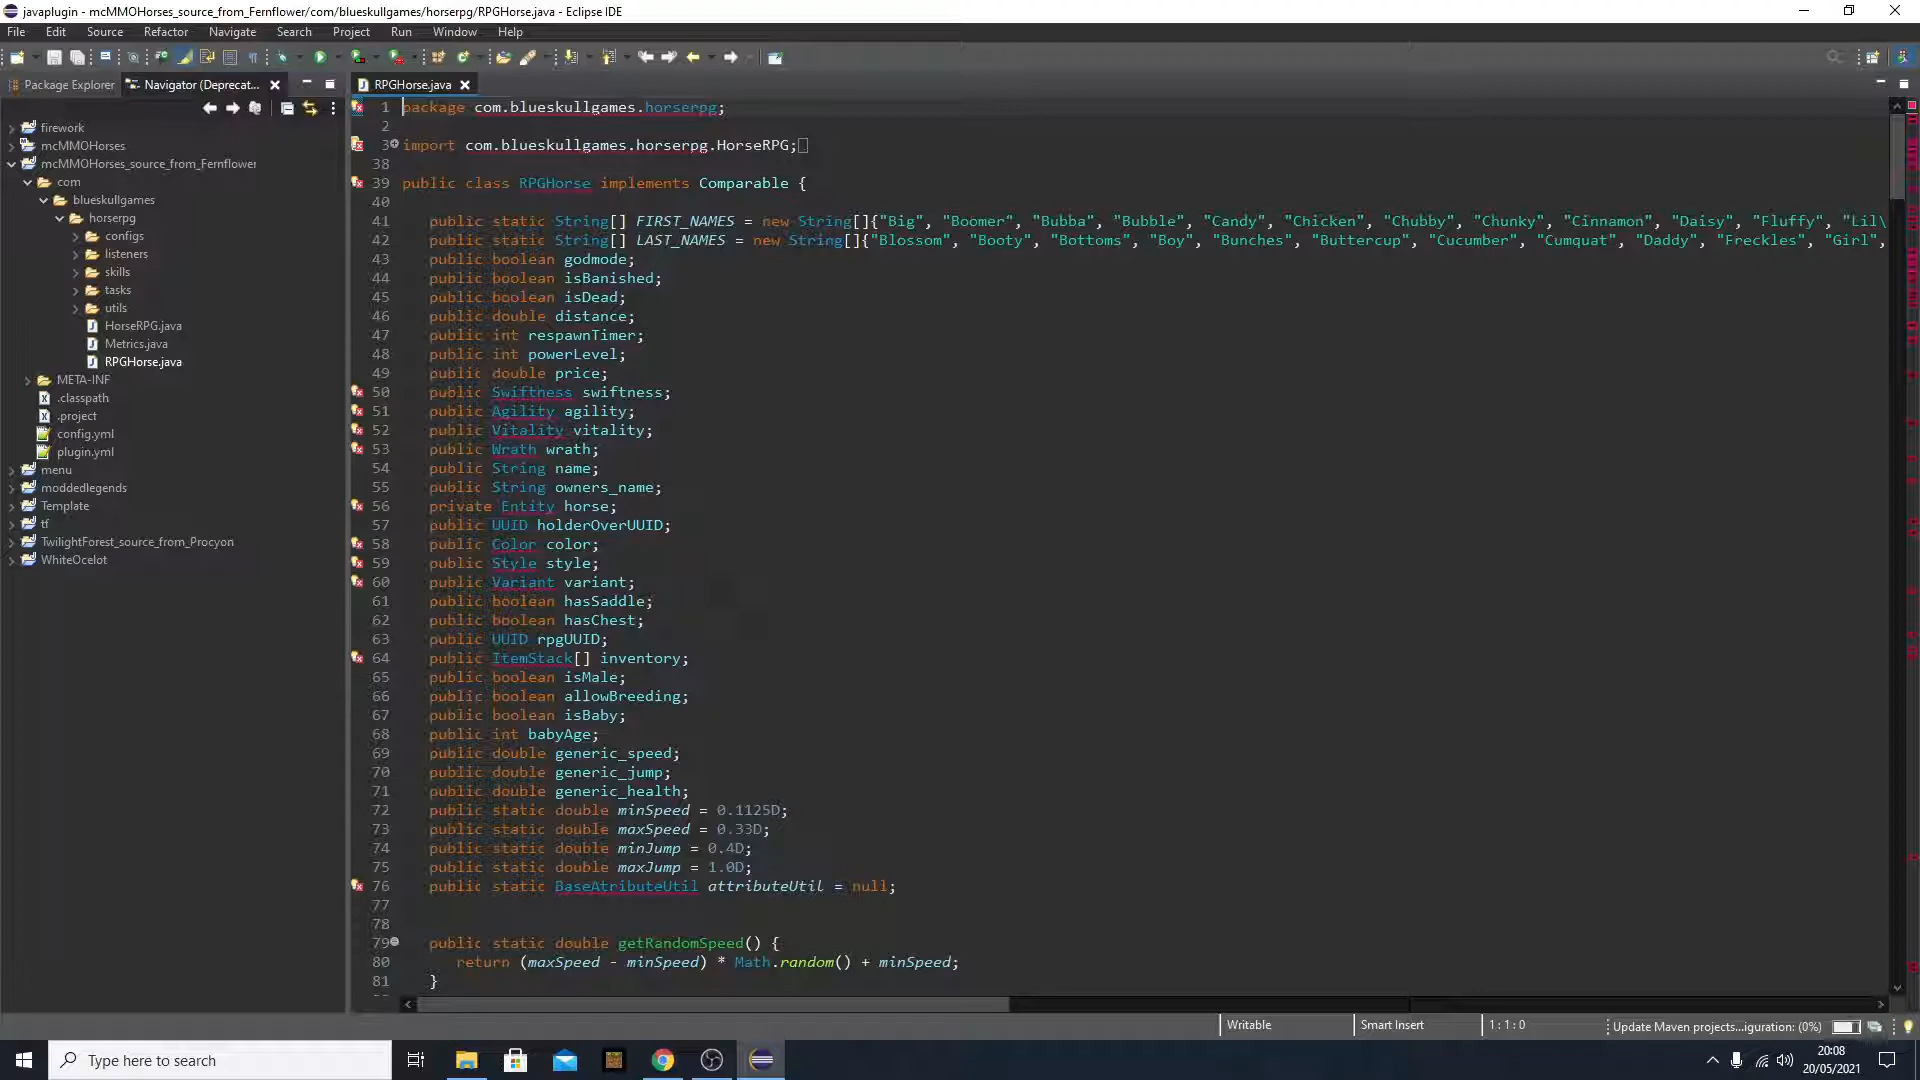 javaplugin - mcMMOHorses_source_from_Fernflower/com/blueskullgames/horserpg/RPGHorse.java - Eclipse IDE
File Edit Source Refactor Navigate Search Project Run Window Help
Package Explorer Navigator (Deprecat...
RPGHorse.java
firework
mcMMOHorses
mcMMOHorses_source_from_Fernflower
com
blueskullgames
horserpg
configs
listeners
skills
tasks
utils
HorseRPG.java
Metrics.java
RPGHorse.java
META-INF
.classpath
.project
config.yml
plugin.yml
menu
moddedlegends
Template
tf
TwilightForest_source_from_Procyon
WhiteOcelot
1 package com.blueskullgames.horserpg;
2
3 import com.blueskullgames.horserpg.HorseRPG;
38
39 public class RPGHorse implements Comparable {
40
41 public static String[] FIRST_NAMES = new String[]{"Big", "Boomer", "Bubba", "Bubble", "Candy", "Chicken", "Chubby", "Chunky", "Cinnamon", "Daisy", "Fluffy", "Lil\
42 public static String[] LAST_NAMES = new String[]{"Blossom", "Booty", "Bottoms", "Boy", "Bunches", "Buttercup", "Cucumber", "Cumquat", "Daddy", "Freckles", "Girl",
43 public boolean godmode;
44 public boolean isBanished;
45 public boolean isDead;
46 public double distance;
47 public int respawnTimer;
48 public int powerLevel;
49 public double price;
50 public Swiftness swiftness;
51 public Agility agility;
52 public Vitality vitality;
53 public Wrath wrath;
54 public String name;
55 public String owners_name;
56 private Entity horse;
57 public UUID holderOverUUID;
58 public Color color;
59 public Style style;
60 public Variant variant;
61 public boolean hasSaddle;
62 public boolean hasChest;
63 public UUID rpgUUID;
64 public ItemStack[] inventory;
65 public boolean isMale;
66 public boolean allowBreeding;
67 public boolean isBaby;
68 public int babyAge;
69 public double generic_speed;
70 public double generic_jump;
71 public double generic_health;
72 public static double minSpeed = 0.1125D;
73 public static double maxSpeed = 0.33D;
74 public static double minJump = 0.4D;
75 public static double maxJump = 1.0D;
76 public static BaseAtributeUtil attributeUtil = null;
77
78
79 public static double getRandomSpeed() {
80 return (maxSpeed - minSpeed) * Math.random() + minSpeed;
81 }
Writable Smart Insert 1 : 1 : 0 Update Maven projects...iguration: (0%)
Type here to search
20:08
20/05/2021